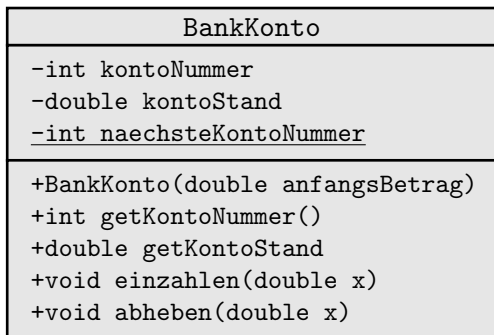 BankKonto
-int kontoNummer
-double kontoStand
-int naechsteKontoNummer
+BankKonto(double anfangsBetrag)
+int getKontoNummer()
+double getKontoStand
+void einzahlen(double x)
+void abheben(double x)